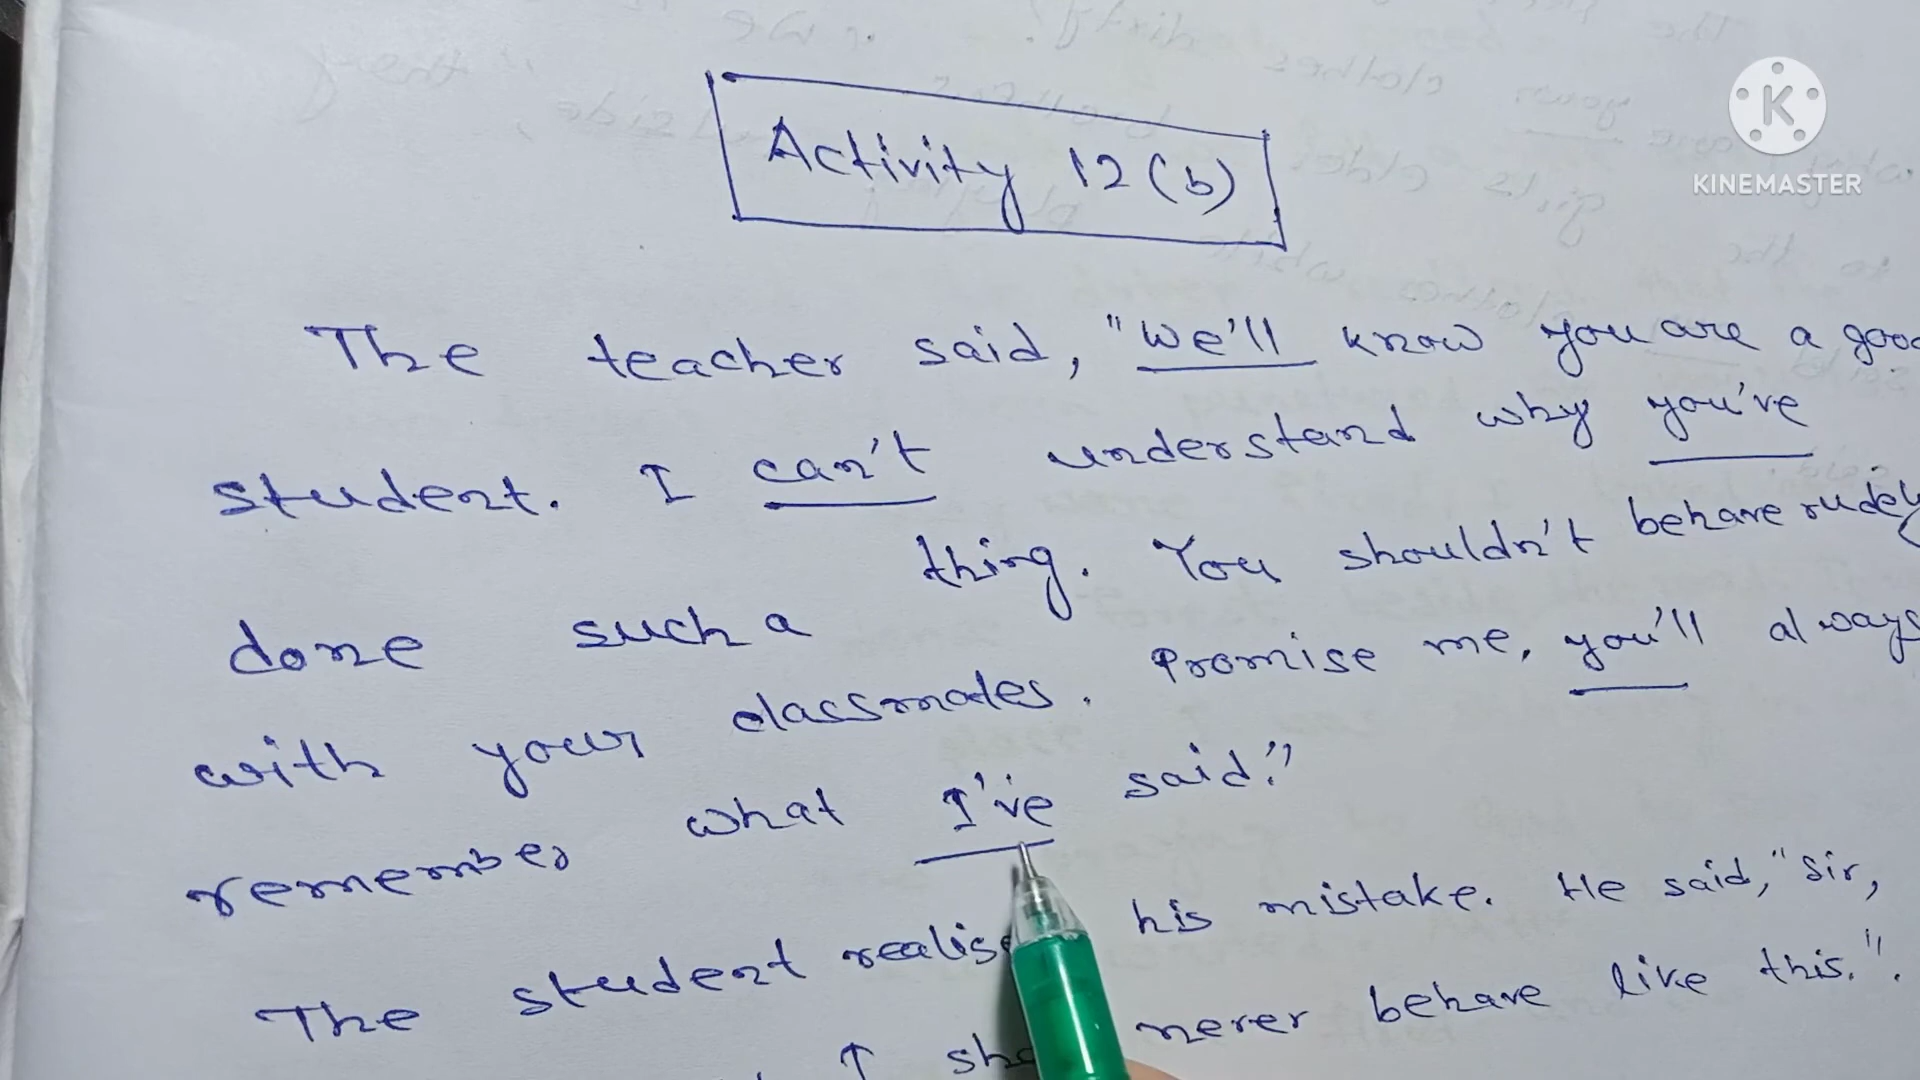 Activity 12(b)
KINEMASTER
The teacher said, "We'll know you are a good
student. I can't understand why you've
done such a thing. You shouldn't behave rudely
with your classmates. Promise me, you'll always
remember what I've said."
The student realise his mistake. He said, "Sir,
I never behave like this.".